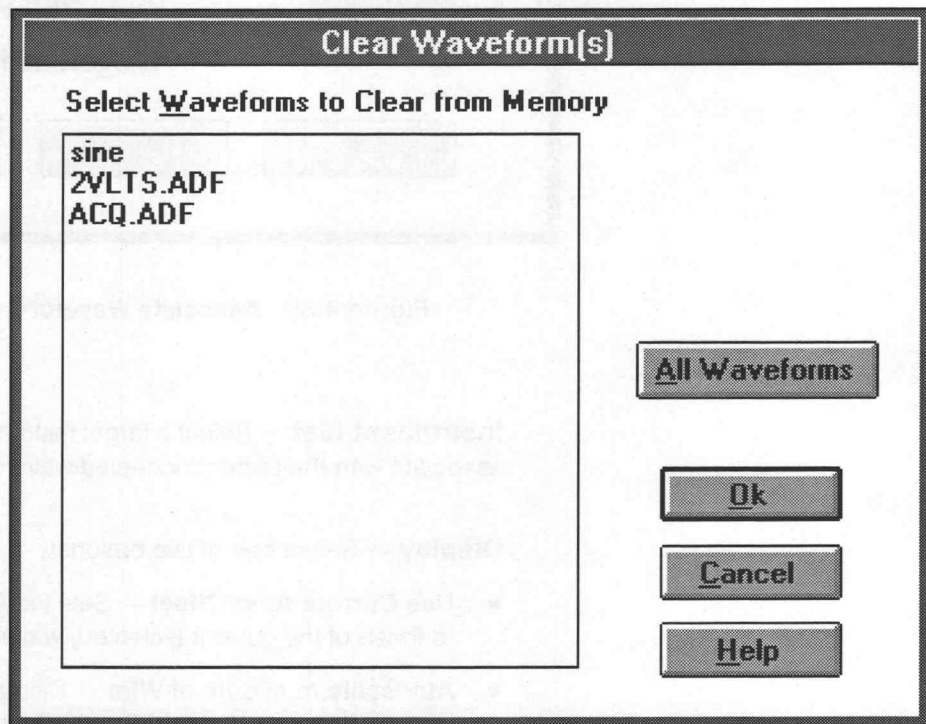 Clear Waveform(s)
Select Waveforms to Clear from Memory
sine
2VLTS.ADF
ACQ.ADF
All Waveforms
Ok
Cancel
Help